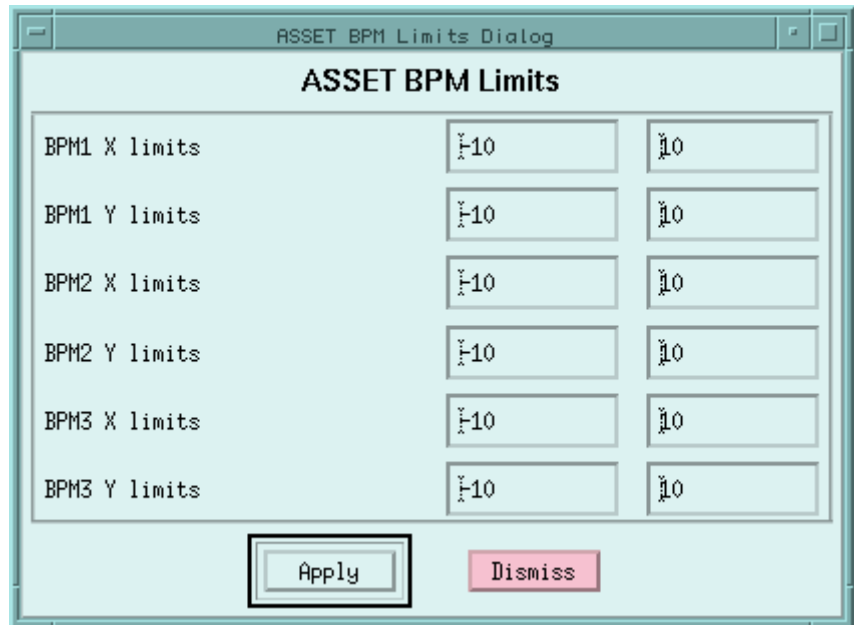 ASSET BPM Limits Dialog
ASSET BPM Limits
BPM1 X limits -10 10
BPM1 Y limits -10 10
BPM2 X limits -10 10
BPM2 Y limits -10 10
BPM3 X limits -10 10
BPM3 Y limits -10 10
Apply Dismiss